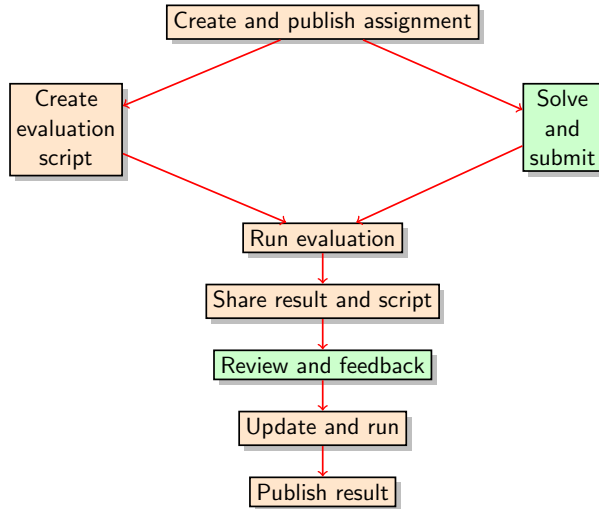 Create and publish assignment
Create
evaluation
script
Solve
and
submit
Run evaluation
Share result and script
Review and feedback
Update and run
Publish result